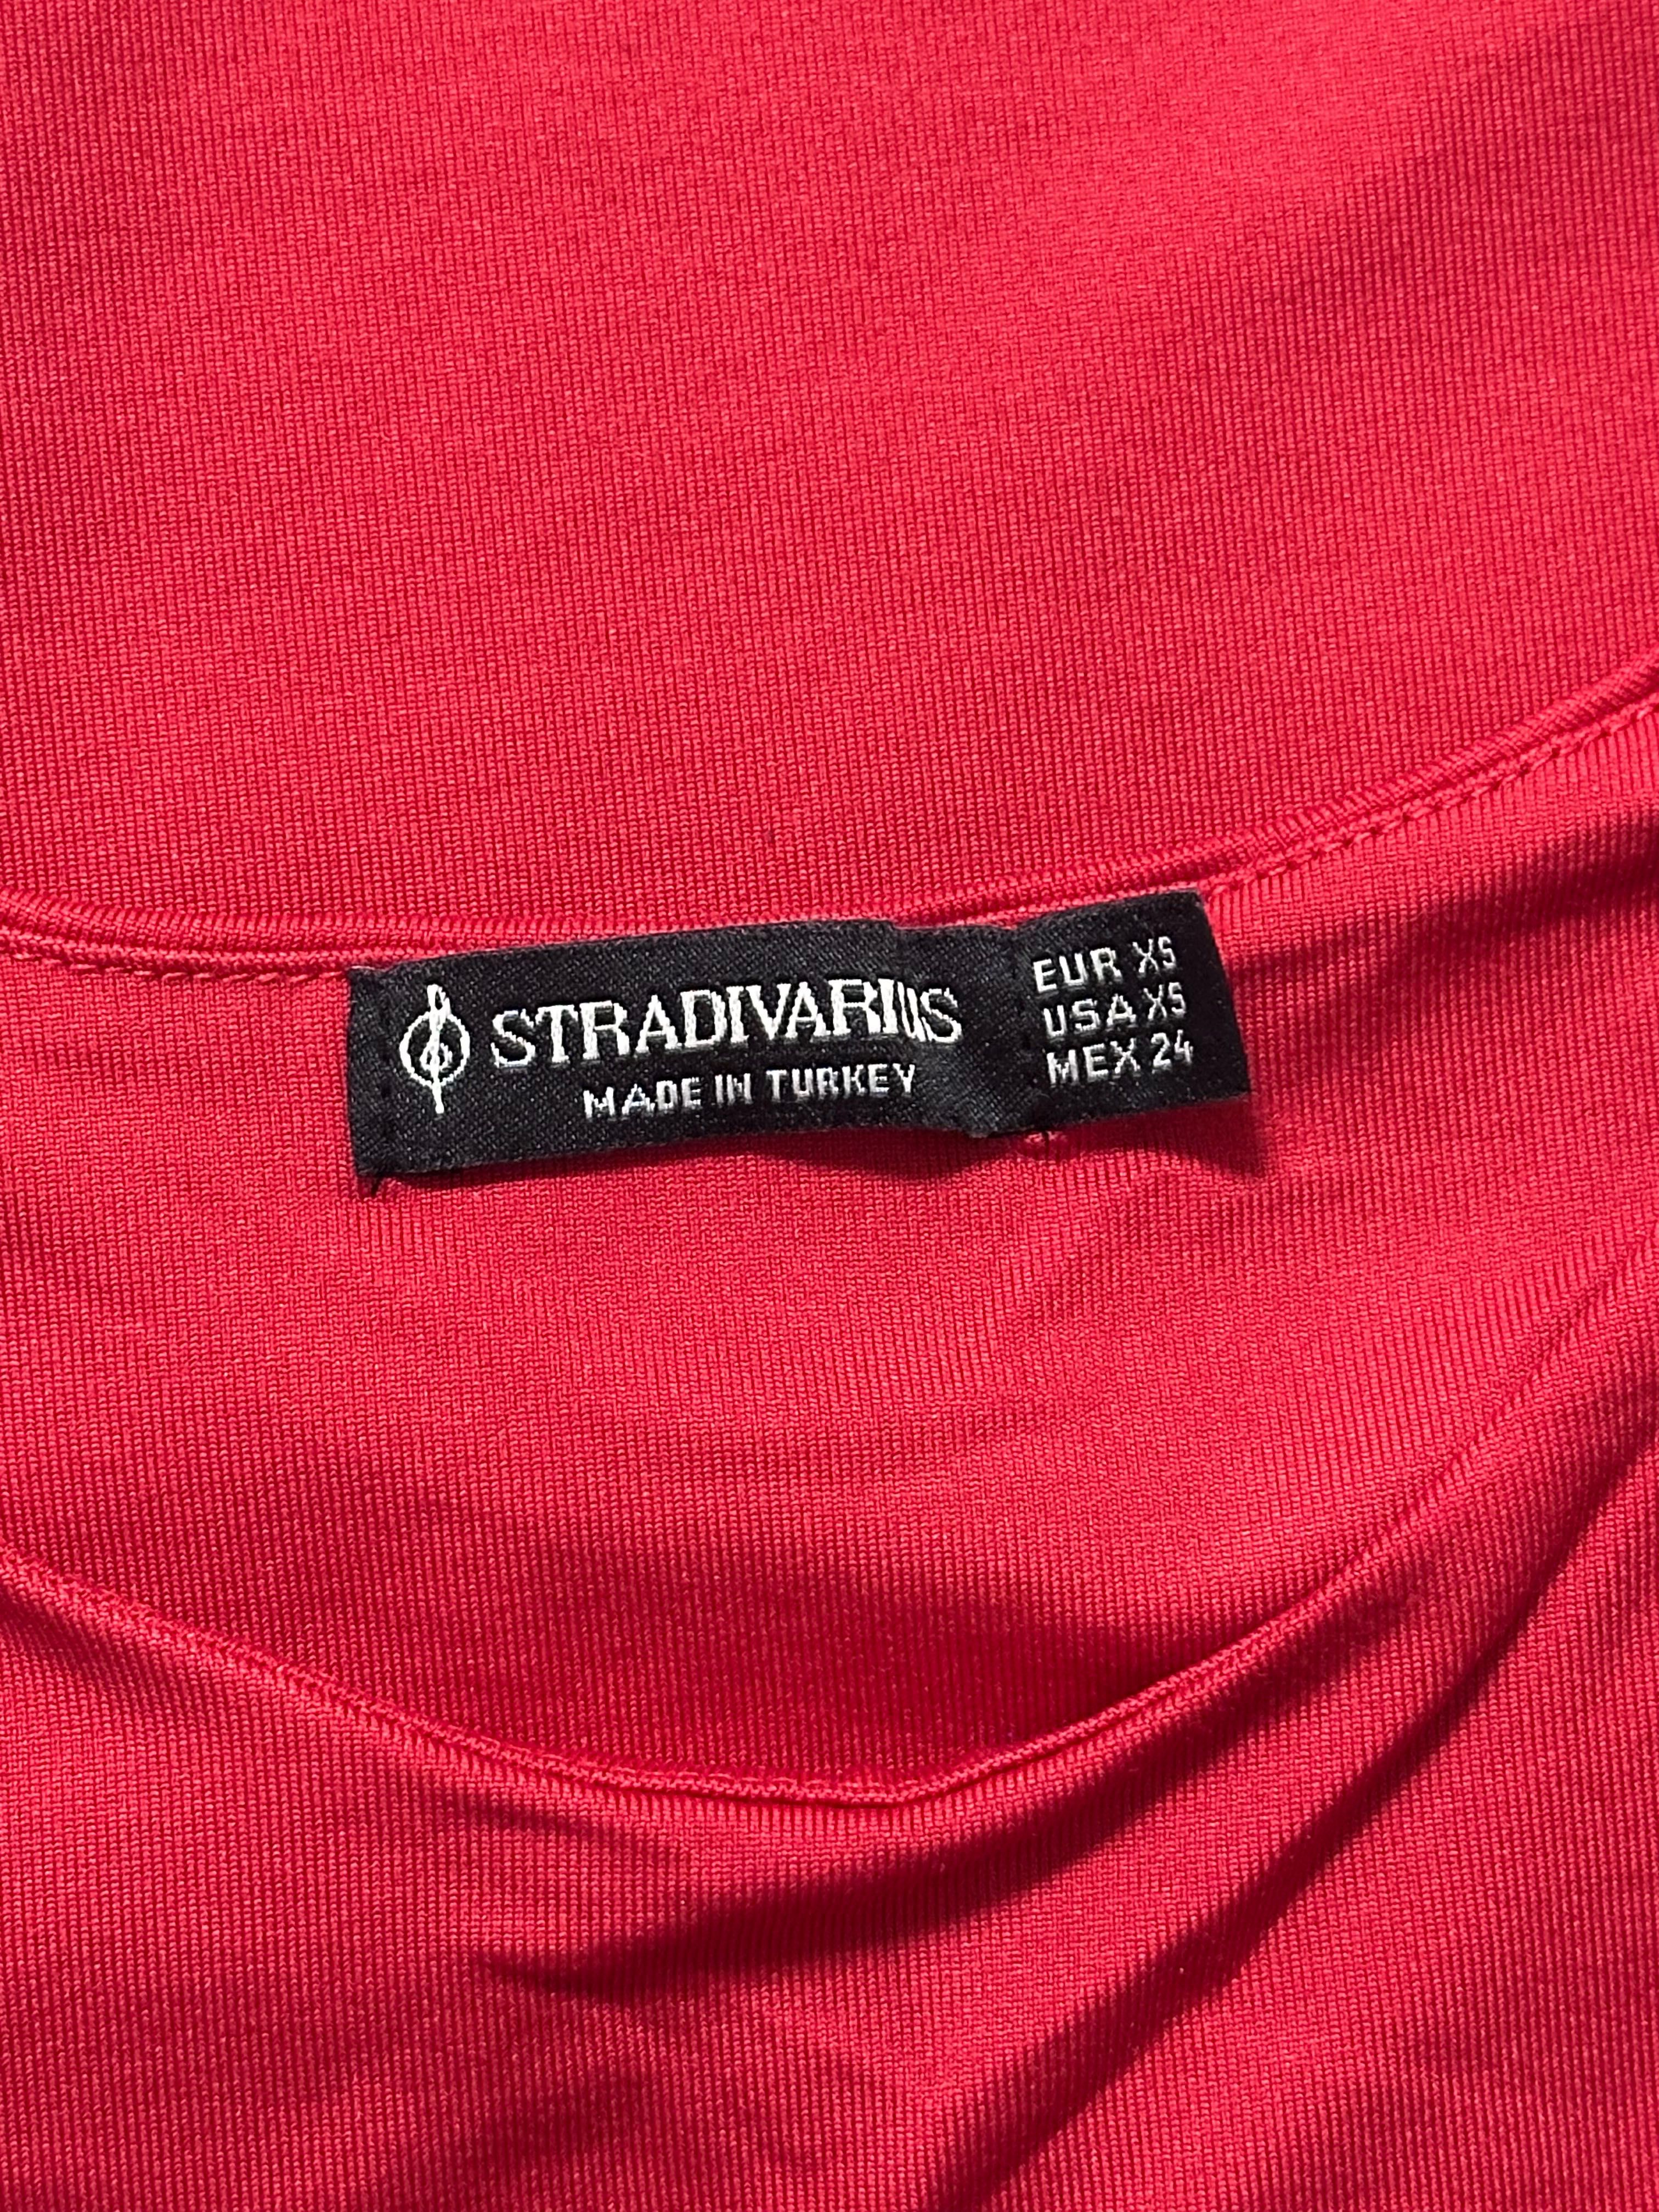 STRADIVARIUS
MADE IN TURKEY
EUR XS
USA XS
MEX 24